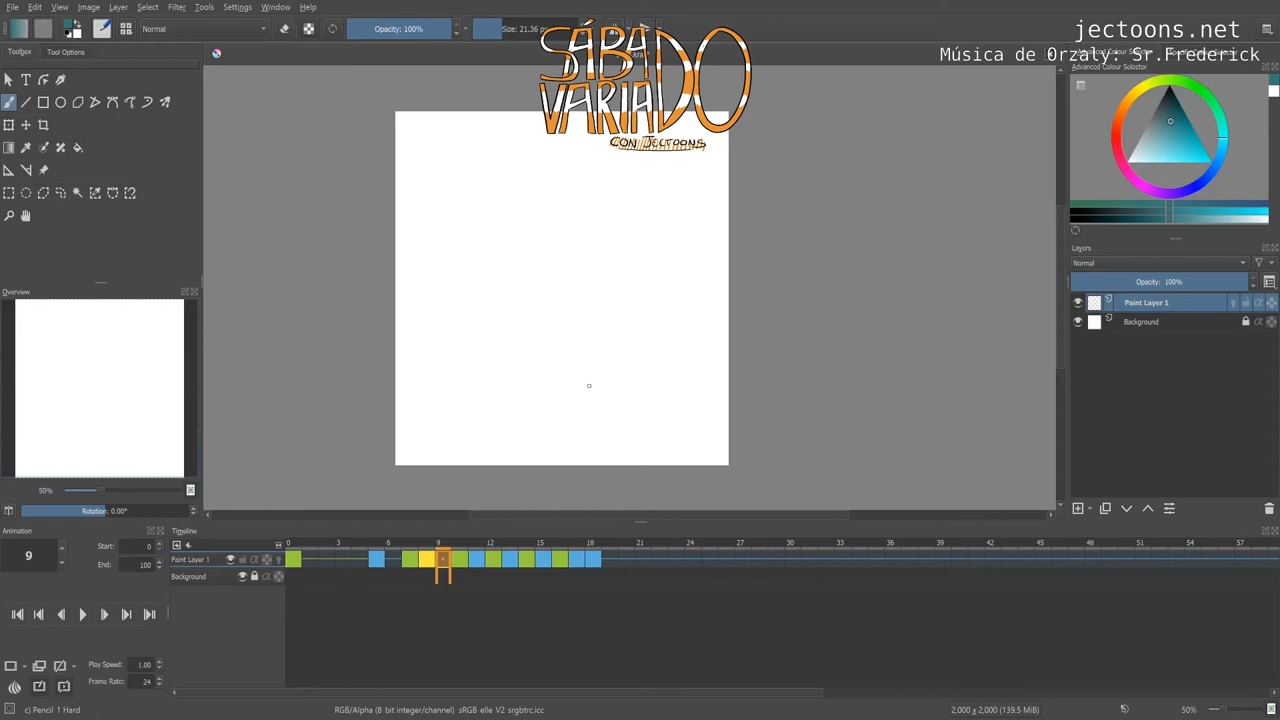 File Edit View Image Layer Select Filter Tools Settings Window Help
Normal
Opacity: 100%
Size: 21.36
jectoons.net
Música de Orzaty: Sr.Frederick
SÁBADO
VARIADO
CON JECTOONS
Toolbox
Tool Options
Advanced Colour Selector
Layers
Normal
Opacity: 100%
Paint Layer 1
Background
Overview
50%
Rotation: 0.00°
Animation
9
Start: 0
End: 100
Play Speed: 1.00
Frame Rate: 24
Timeline
0 3 6 9 12 15 18 21 24 27 30 33 36 39 42 45 48 51 54 57
Paint Layer 1
Background
c) Pencil 1 Hard
RGB/Alpha (8 bit integer/channel) sRGB elle V2 srgbtrc.icc
2,000 x 2,000 (139.5 MiB)
50%